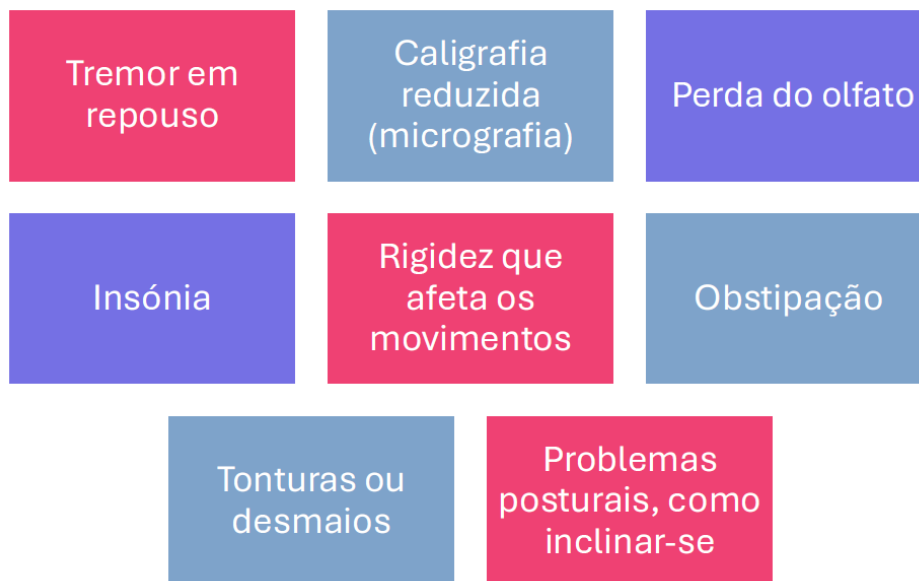 Tremor em
repouso
Caligrafia
reduzida
(micrografia)
Perda do olfato
Insónia
Rigidez que
afeta os
movimentos
Obstipação
Tonturas ou
desmaios
Problemas
posturais, como
inclinar-se